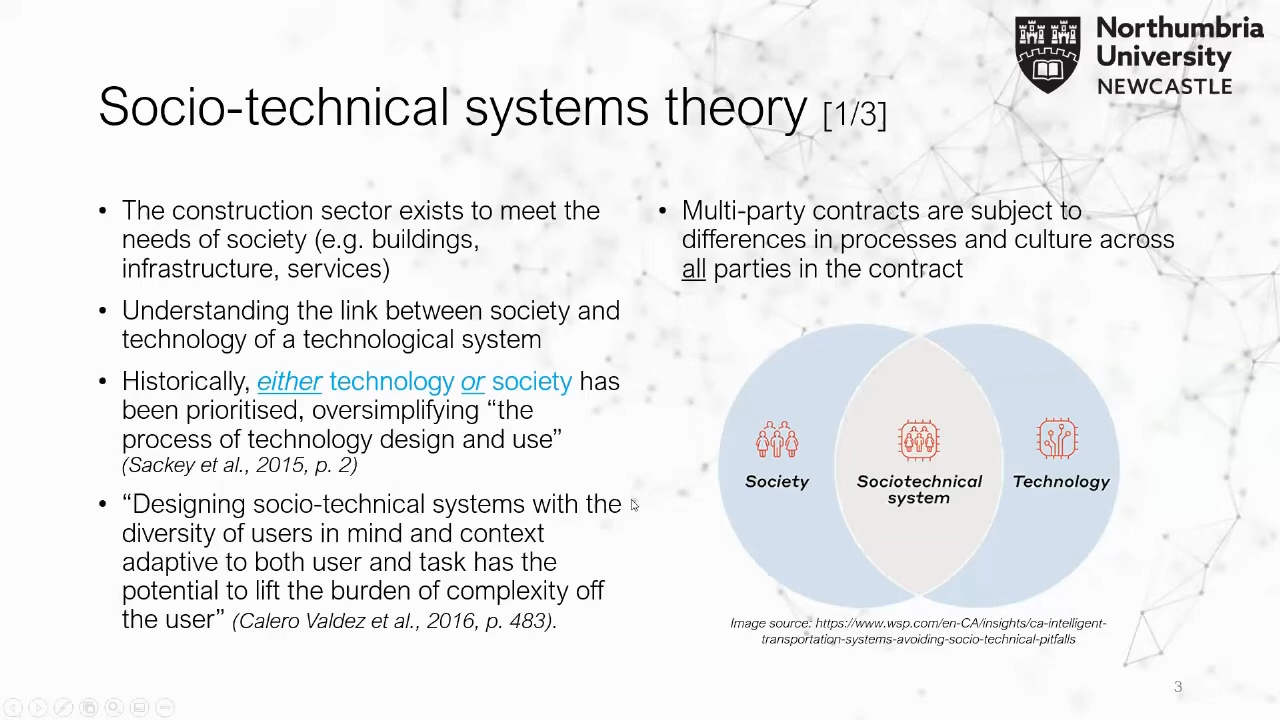 Northumbria
University
NEWCASTLE
Socio-technical systems theory [1/3]
• The construction sector exists to meet the
needs of society (e.g. buildings,
infrastructure, services)
• Understanding the link between society and
technology of a technological system
• Historically, either technology or society has
been prioritised, oversimplifying “the
process of technology design and use”
(Sackey et al., 2015, p. 2)
• “Designing socio-technical systems with the
diversity of users in mind and context
adaptive to both user and task has the
potential to lift the burden of complexity off
the user” (Calero Valdez et al., 2016, p. 483).
• Multi-party contracts are subject to
differences in processes and culture across
all parties in the contract
Society
Sociotechnical
system
Technology
Image source: https://www.wsp.com/en-CA/insights/ca-intelligent-
transportation-systems-avoiding-socio-technical-pitfalls
3